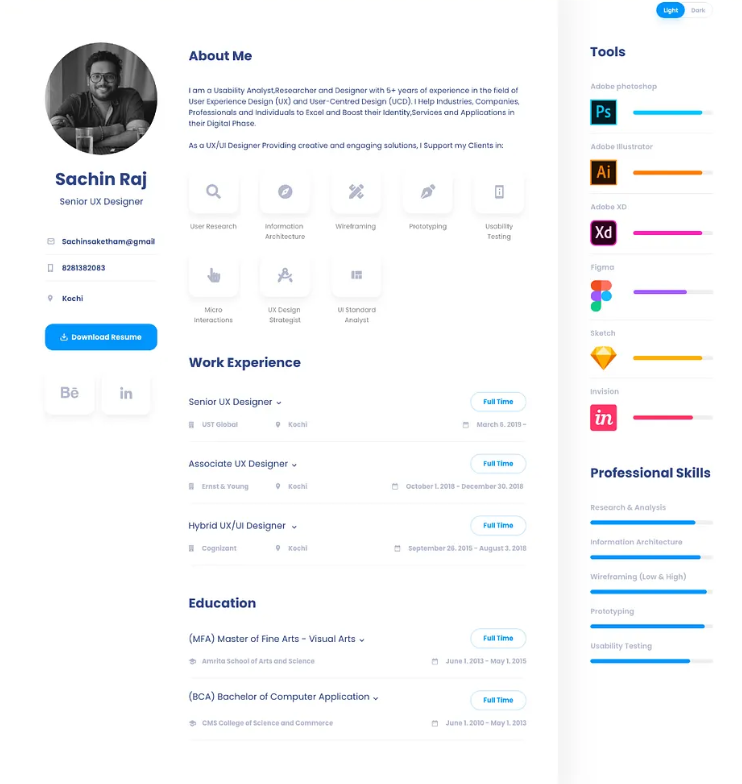 Light Dark
Sachin Raj
Senior UX Designer
Sachinsaketham@gmail
8281382083
Kochi
Download Resume
Bē in
About Me
I am a Usability Analyst,Researcher and Designer with 5+ years of experience in the field of
User Experience Design (UX) and User-Centred Design (UCD). I Help Industries, Companies,
Professionals and Individuals to Excel and Boost their Identity,Services and Applications in
their Digital Phase.
As a UX/UI Designer Providing creative and engaging solutions, I Support my Clients in:
User Research
Information
Architecture
Wireframing
Prototyping
Usability
Testing
Micro
Interactions
UX Design
Strategist
UI Standard
Analyst
Work Experience
Senior UX Designer
Full Time
UST Global Kochi March 6, 2019 -
Associate UX Designer
Full Time
Ernst & Young Kochi October 1, 2018 - December 30, 2018
Hybrid UX/UI Designer
Full Time
Cognizant Kochi September 26, 2015 - August 3, 2018
Education
(MFA) Master of Fine Arts - Visual Arts
Full Time
Amrita School of Arts and Science June 1, 2013 - May 1, 2015
(BCA) Bachelor of Computer Application
Full Time
CMS College of Science and Commerce June 1, 2010 - May 1, 2013
Tools
Adobe photoshop
Ps
Adobe Illustrator
Ai
Adobe XD
Xd
Figma
Sketch
Invision
in
Professional Skills
Research & Analysis
Information Architecture
Wireframing (Low & High)
Prototyping
Usability Testing